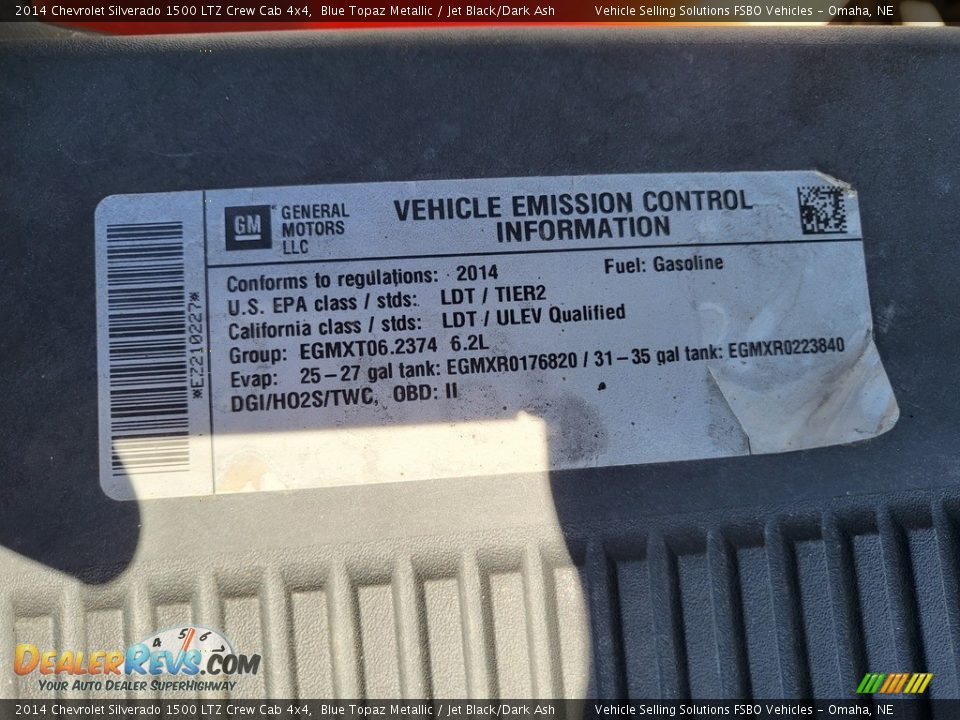 2014 Chevrolet Silverado 1500 LTZ Crew Cab 4x4, Blue Topaz Metallic / Jet Black/Dark Ash Vehicle Selling Solutions FSBO Vehicles - Omaha, NE
GM GENERAL MOTORS LLC
VEHICLE EMISSION CONTROL
INFORMATION
Conforms to regulations: 2014 Fuel: Gasoline
U.S. EPA class / stds: LDT / TIER2
California class / stds: LDT / ULEV Qualified
Group: EGMXT06.2374 6.2L
Evap: 25-27 gal tank: EGMXR0176820 / 31-35 gal tank: EGMXR0223840
DGI/HO2S/TWC, OBD: II
*E2210227*
4 5 6
DEALERREVS.COM
YOUR AUTO DEALER SUPERHIGHWAY
2014 Chevrolet Silverado 1500 LTZ Crew Cab 4x4, Blue Topaz Metallic / Jet Black/Dark Ash Vehicle Selling Solutions FSBO Vehicles - Omaha, NE